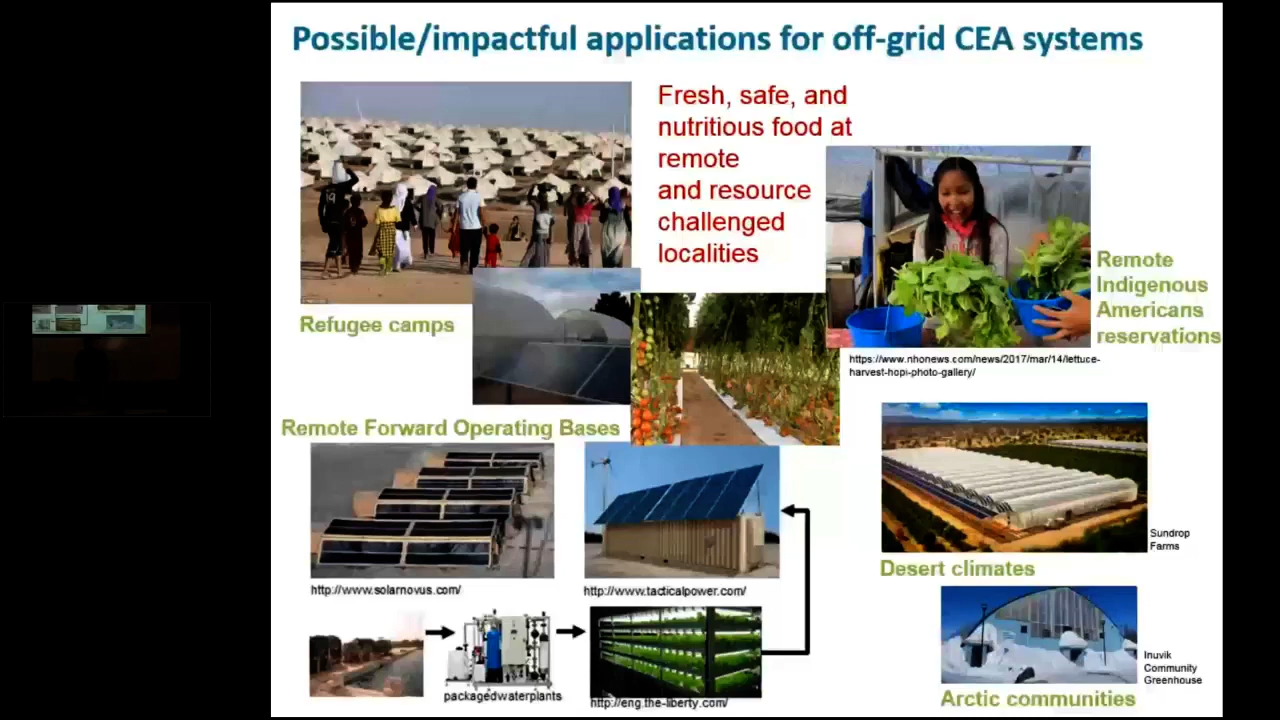 Possible/impactful applications for off-grid CEA systems
Fresh, safe, and
nutritious food at
remote
and resource
challenged
localities
Refugee camps
Remote
Indigenous
Americans
reservations
https://www.nhonews.com/news/2017/mar/14/lettuce-
harvest-hopi-photo-gallery/
Remote Forward Operating Bases
http://www.solarnovus.com/
http://www.tacticalpower.com/
packagedwaterplants
http://eng.the-liberty.com/
Sundrop
Farms
Desert climates
Inuvik
Community
Greenhouse
Arctic communities